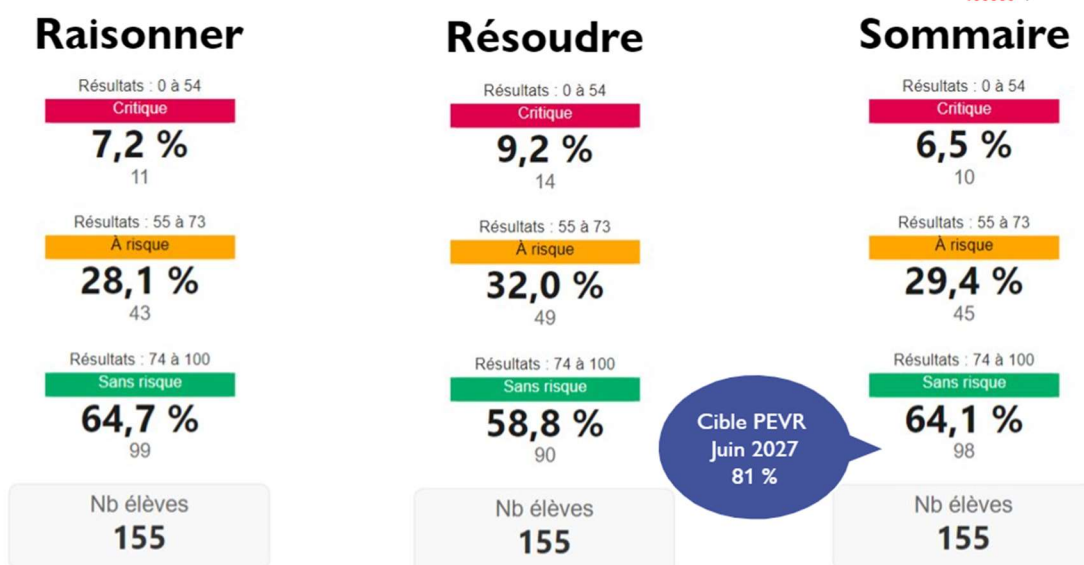 Raisonner
Résultats : 0 à 54
Critique
7,2 %
11
Résultats : 55 à 73
À risque
28,1 %
43
Résultats : 74 à 100
Sans risque
64,7 %
99
Nb élèves
155
Résoudre
Résultats : 0 à 54
Critique
9,2 %
14
Résultats : 55 à 73
À risque
32,0 %
49
Résultats : 74 à 100
Sans risque
58,8 %
90
Nb élèves
155
Cible PEVR
Juin 2027
81 %
Sommaire
Résultats : 0 à 54
Critique
6,5 %
10
Résultats : 55 à 73
À risque
29,4 %
45
Résultats : 74 à 100
Sans risque
64,1 %
98
Nb élèves
155